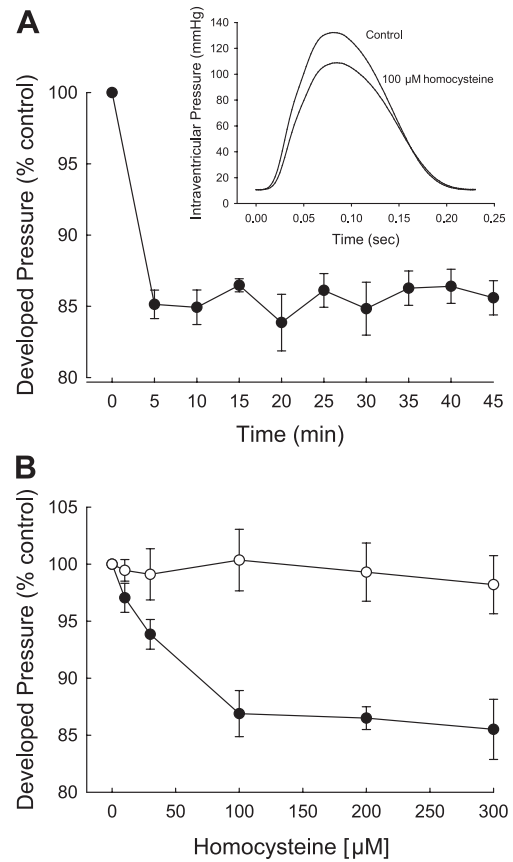 A
Developed Pressure (% control)
100
95
90
85
80
0 5 10 15 20 25 30 35 40 45
Time (min)
Intraventricular Pressure (mmHg)
140
120
100
80
60
40
20
0
Control
100 µM homocysteine
0.00 0.05 0.10 0.15 0.20 0.25
Time (sec)
B
Developed Pressure (% control)
105
100
95
90
85
80
0 50 100 150 200 250 300
Homocysteine [µM]